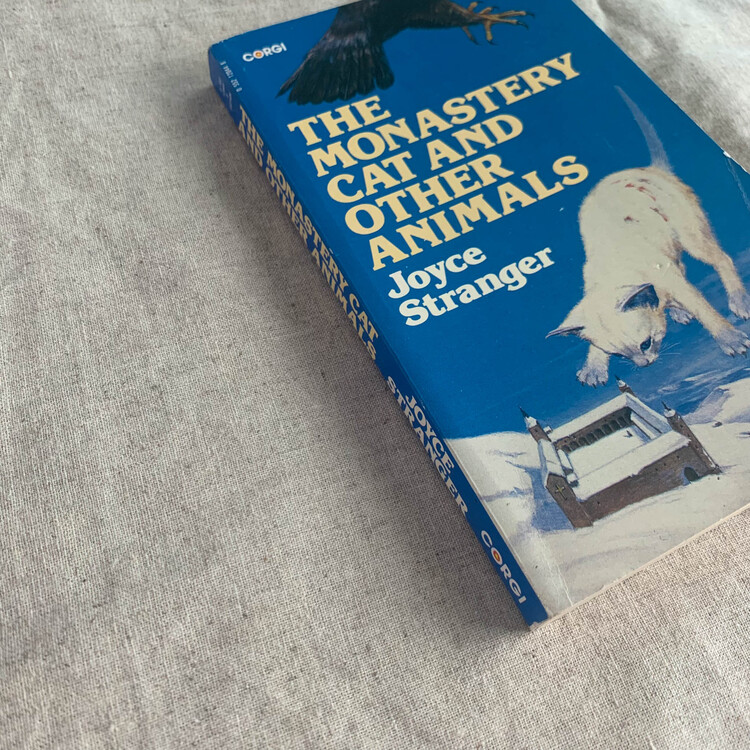 CORGI
THE
MONASTERY
CAT AND
OTHER
ANIMALS
Joyce
Stranger
THE MONASTERY CAT
AND OTHER ANIMALS
JOYCE
STRANGER
CORGI